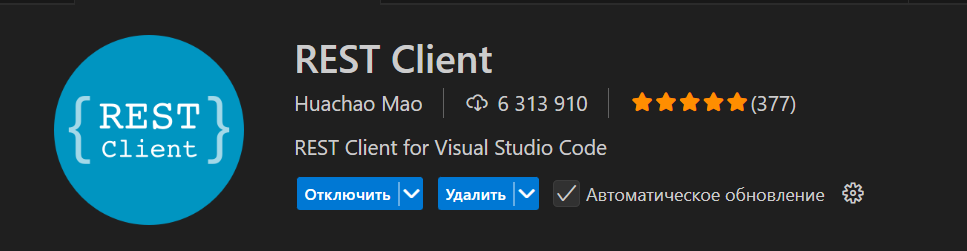 REST Client
{REST
Client}
Huachao Mao 6 313 910 (377)
REST Client for Visual Studio Code
Отключить Удалить Автоматическое обновление